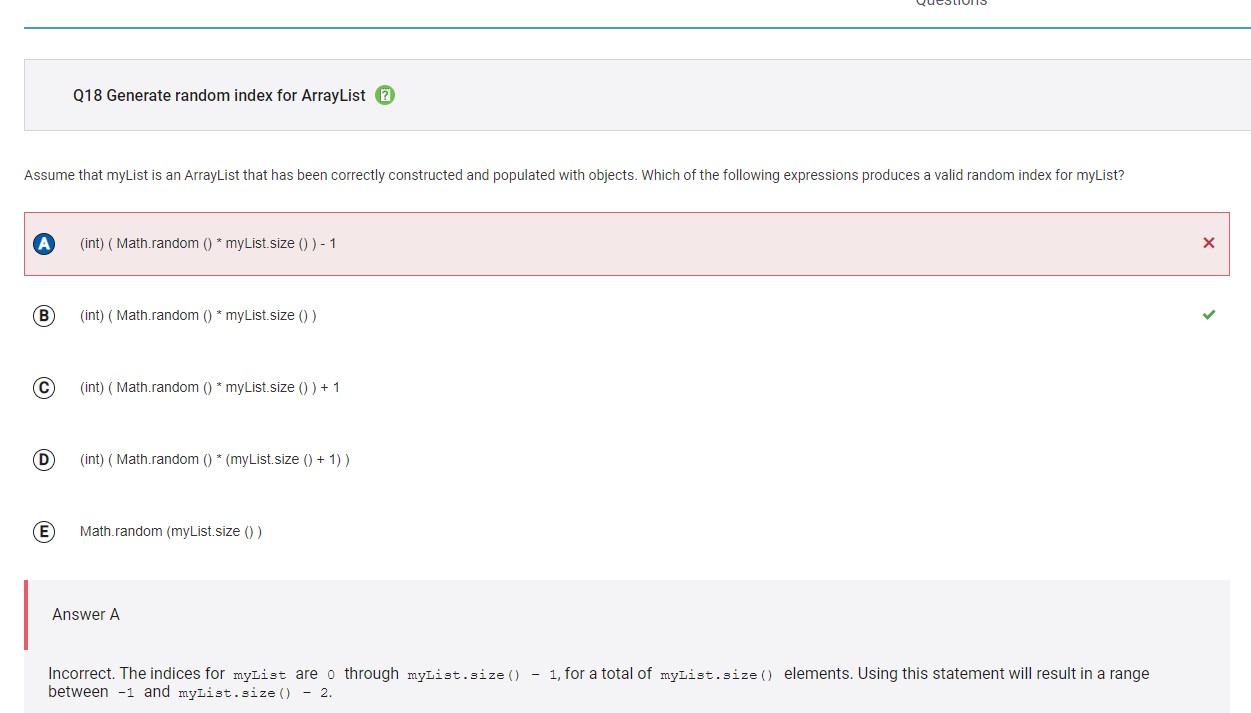 Questions
Q18 Generate random index for ArrayList ?
Assume that myList is an ArrayList that has been correctly constructed and populated with objects. Which of the following expressions produces a valid random index for myList?
A (int) ( Math.random () * myList.size () ) - 1
B (int) ( Math.random () * myList.size () )
C (int) ( Math.random () * myList.size () ) + 1
D (int) ( Math.random () * (myList.size () + 1) )
E Math.random (myList.size () )
Answer A
Incorrect. The indices for myList are 0 through myList.size() - 1, for a total of myList.size() elements. Using this statement will result in a range
between -1 and myList.size() - 2.